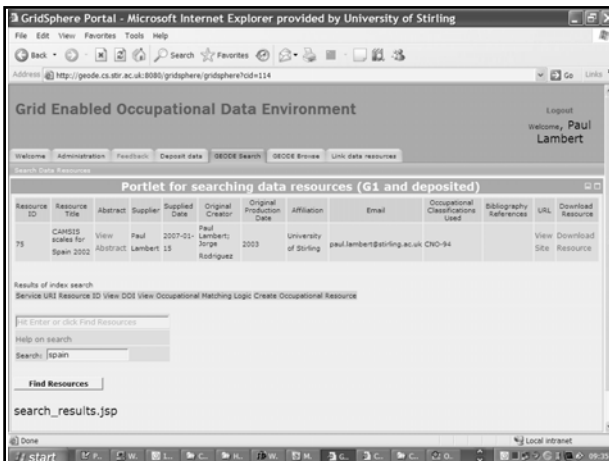 GridSphere Portal - Microsoft Internet Explorer provided by University of Stirling
File Edit View Favorites Tools Help
Back Search Favorites
Address http://geode.cs.stir.ac.uk:8080/gridsphere/gridsphere?cid=114 Go Links
Grid Enabled Occupational Data Environment
Logout
Welcome, Paul Lambert
Welcome Administration Feedback Deposit data GEODE Search GEODE Browse Link data resources
Search Data Resources
Portlet for searching data resources (G1 and deposited)
Resource ID Resource Title Abstract Supplier Supplied Date Original Creator Original Production Date Affiliation Email Occupational Classifications Used Bibliography References URL Download Resource
75 CAMSIS scales for Spain 2002 View Abstract Paul Lambert 2007-01-15 Paul Lambert; Jorge Rodriguez 2003 University of Stirling paul.lambert@stirling.ac.uk CNO-94 View Site Download Resource
Results of index search
Service URI Resource ID View DDI View Occupational Matching Logic Create Occupational Resource
Hit Enter or click Find Resources
Help on search
Search: spain
Find Resources
search_results.jsp
Done Local intranet
start 09:35